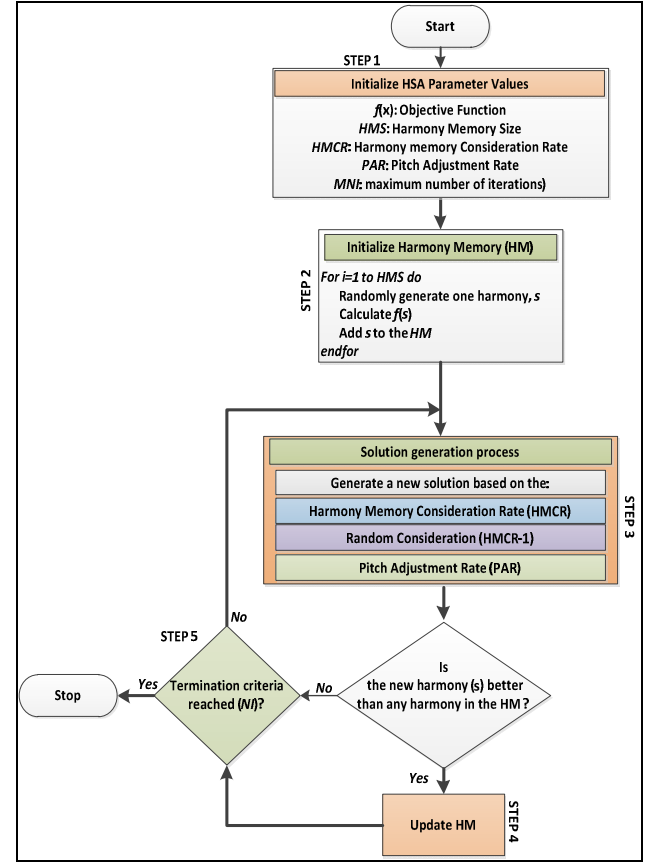 Start
STEP 1
Initialize HSA Parameter Values
f(x): Objective Function
HMS: Harmony Memory Size
HMCR: Harmony memory Consideration Rate
PAR: Pitch Adjustment Rate
MNI: maximum number of iterations)
STEP 2
Initialize Harmony Memory (HM)
For i=1 to HMS do
Randomly generate one harmony, s
Calculate f(s)
Add s to the HM
endfor
STEP 3
Solution generation process
Generate a new solution based on the:
Harmony Memory Consideration Rate (HMCR)
Random Consideration (HMCR-1)
Pitch Adjustment Rate (PAR)
No
STEP 5
Termination criteria
reached (NI)?
Yes
Stop
No
Is
the new harmony (s) better
than any harmony in the HM ?
Yes
Update HM
STEP 4